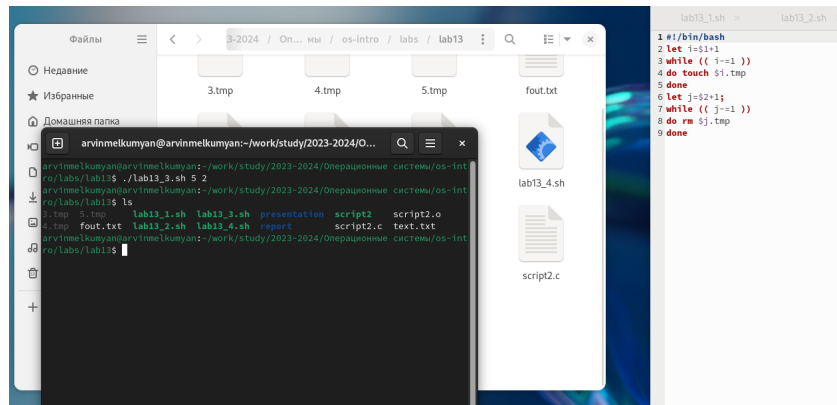 Файлы
3-2024 / Оп... мы / os-intro / labs / lab13
Недавние
Избранные
Домашняя папка
3.tmp 4.tmp 5.tmp fout.txt
lab13_4.sh
script2.c
arvinmelkumyan@arvinmelkumyan:~/work/study/2023-2024/О...
arvinmelkumyan@arvinmelkumyan:~/work/study/2023-2024/Операционные системы/os-int
ro/labs/lab13$ ./lab13_3.sh 5 2
arvinmelkumyan@arvinmelkumyan:~/work/study/2023-2024/Операционные системы/os-int
ro/labs/lab13$ ls
3.tmp 5.tmp lab13_1.sh lab13_3.sh presentation script2 script2.o
4.tmp fout.txt lab13_2.sh lab13_4.sh report script2.c text.txt
arvinmelkumyan@arvinmelkumyan:~/work/study/2023-2024/Операционные системы/os-int
ro/labs/lab13$
lab13_1.sh × lab13_2.sh
1 #!/bin/bash
2 let i=$1+1
3 while (( i-=1 ))
4 do touch $i.tmp
5 done
6 let j=$2+1;
7 while (( j-=1 ))
8 do rm $j.tmp
9 done